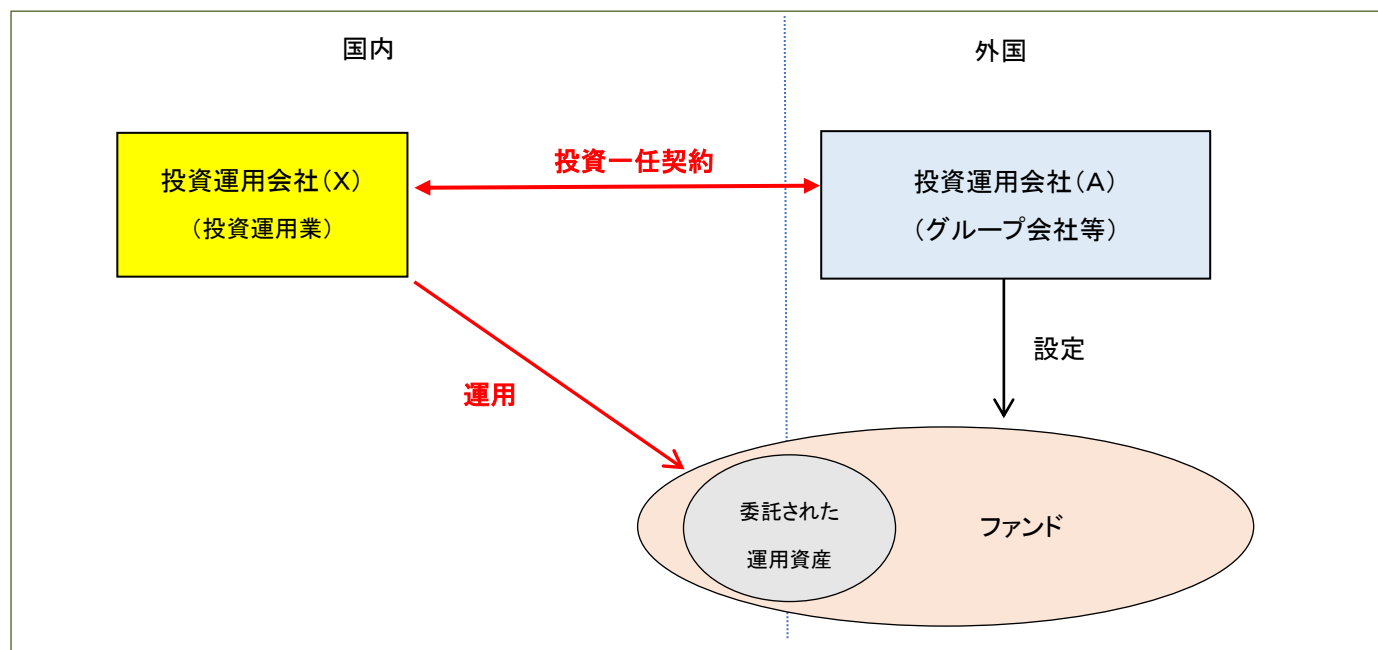 国内
外国
投資運用会社(X)
(投資運用業)
投資一任契約
投資運用会社(A)
(グループ会社等)
設定
運用
委託された
運用資産
ファンド